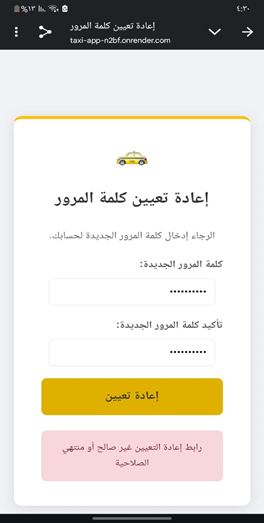 ٤:٣٠
٪١٣
إعادة تعيين كلمة المرور
taxi-app-n2bf.onrender.com
إعادة تعيين كلمة المرور
الرجاء إدخال كلمة المرور الجديدة لحسابك.
كلمة المرور الجديدة:
••••••••••
تأكيد كلمة المرور الجديدة:
••••••••••
إعادة تعيين
رابط إعادة التعيين غير صالح أو منتهي
الصلاحية